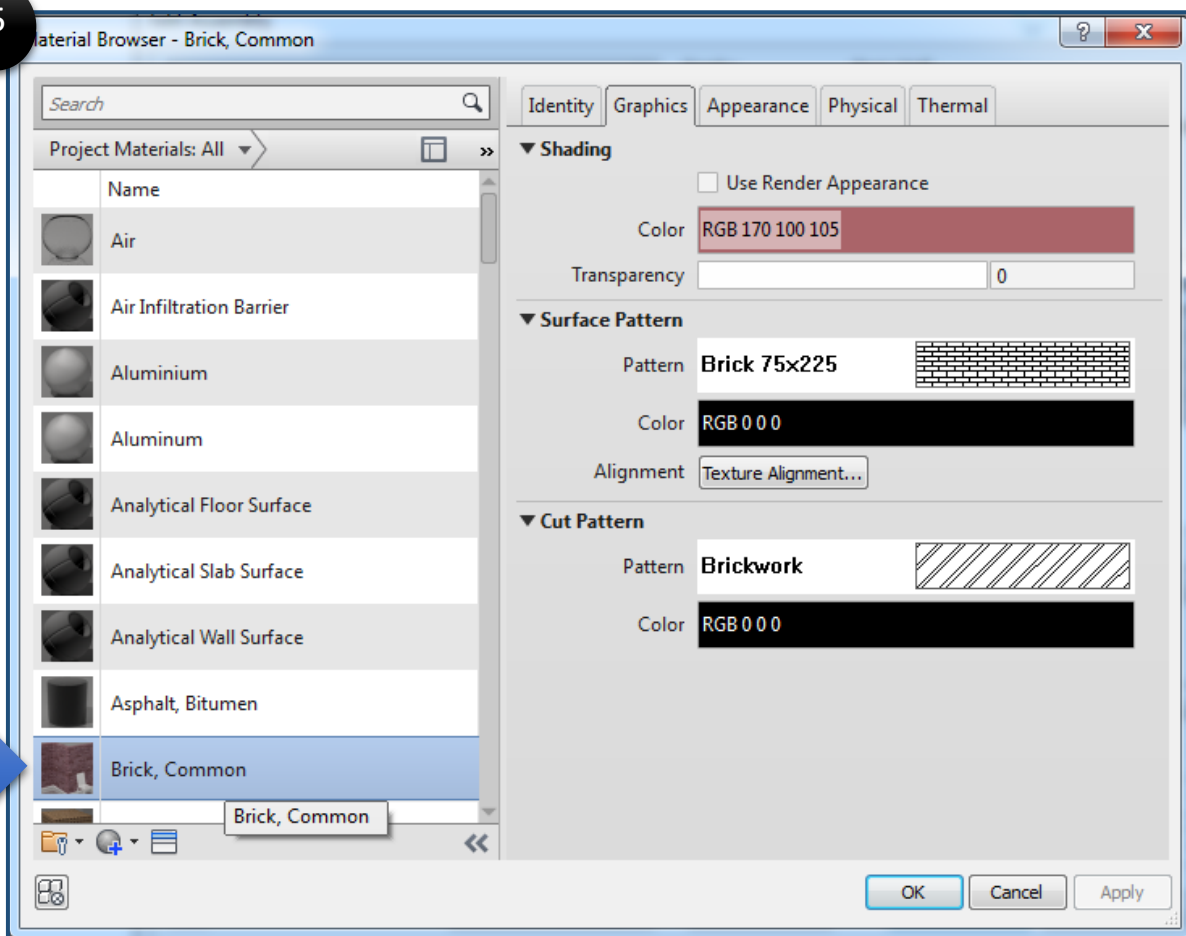 aterial Browser - Brick, Common
Search
Project Materials: All
»
Name
Air
Air Infiltration Barrier
Aluminium
Aluminum
Analytical Floor Surface
Analytical Slab Surface
Analytical Wall Surface
Asphalt, Bitumen
Brick, Common
Brick, Common
Identity Graphics Appearance Physical Thermal
Shading
Use Render Appearance
Color RGB 170 100 105
Transparency 0
Surface Pattern
Pattern Brick 75x225
Color RGB 0 0 0
Alignment Texture Alignment...
Cut Pattern
Pattern Brickwork
Color RGB 0 0 0
OK Cancel Apply